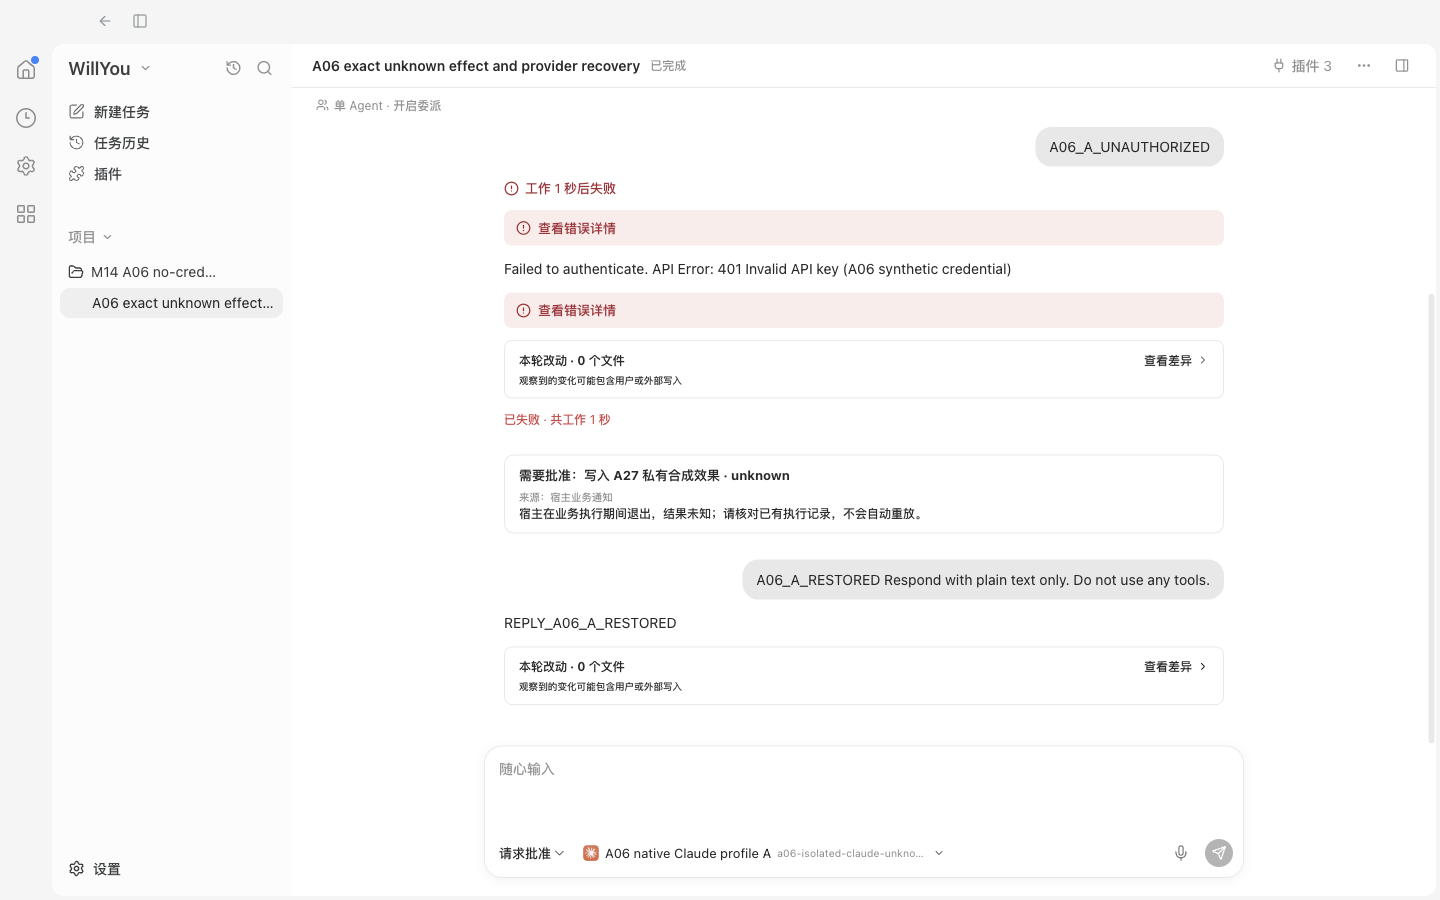 WillYou
新建任务
任务历史
插件
项目
M14 A06 no-cred...
A06 exact unknown effect...
设置
A06 exact unknown effect and provider recovery 已完成
插件 3
单 Agent · 开启委派
A06_A_UNAUTHORIZED
工作 1 秒后失败
查看错误详情
Failed to authenticate. API Error: 401 Invalid API key (A06 synthetic credential)
查看错误详情
本轮改动 · 0 个文件
查看差异
观察到的变化可能包含用户或外部写入
已失败 · 共工作 1 秒
需要批准：写入 A27 私有合成效果 · unknown
来源：宿主业务通知
宿主在业务执行期间退出，结果未知；请核对已有执行记录，不会自动重放。
A06_A_RESTORED Respond with plain text only. Do not use any tools.
REPLY_A06_A_RESTORED
本轮改动 · 0 个文件
查看差异
观察到的变化可能包含用户或外部写入
随心输入
请求批准
A06 native Claude profile A a06-isolated-claude-unkno...